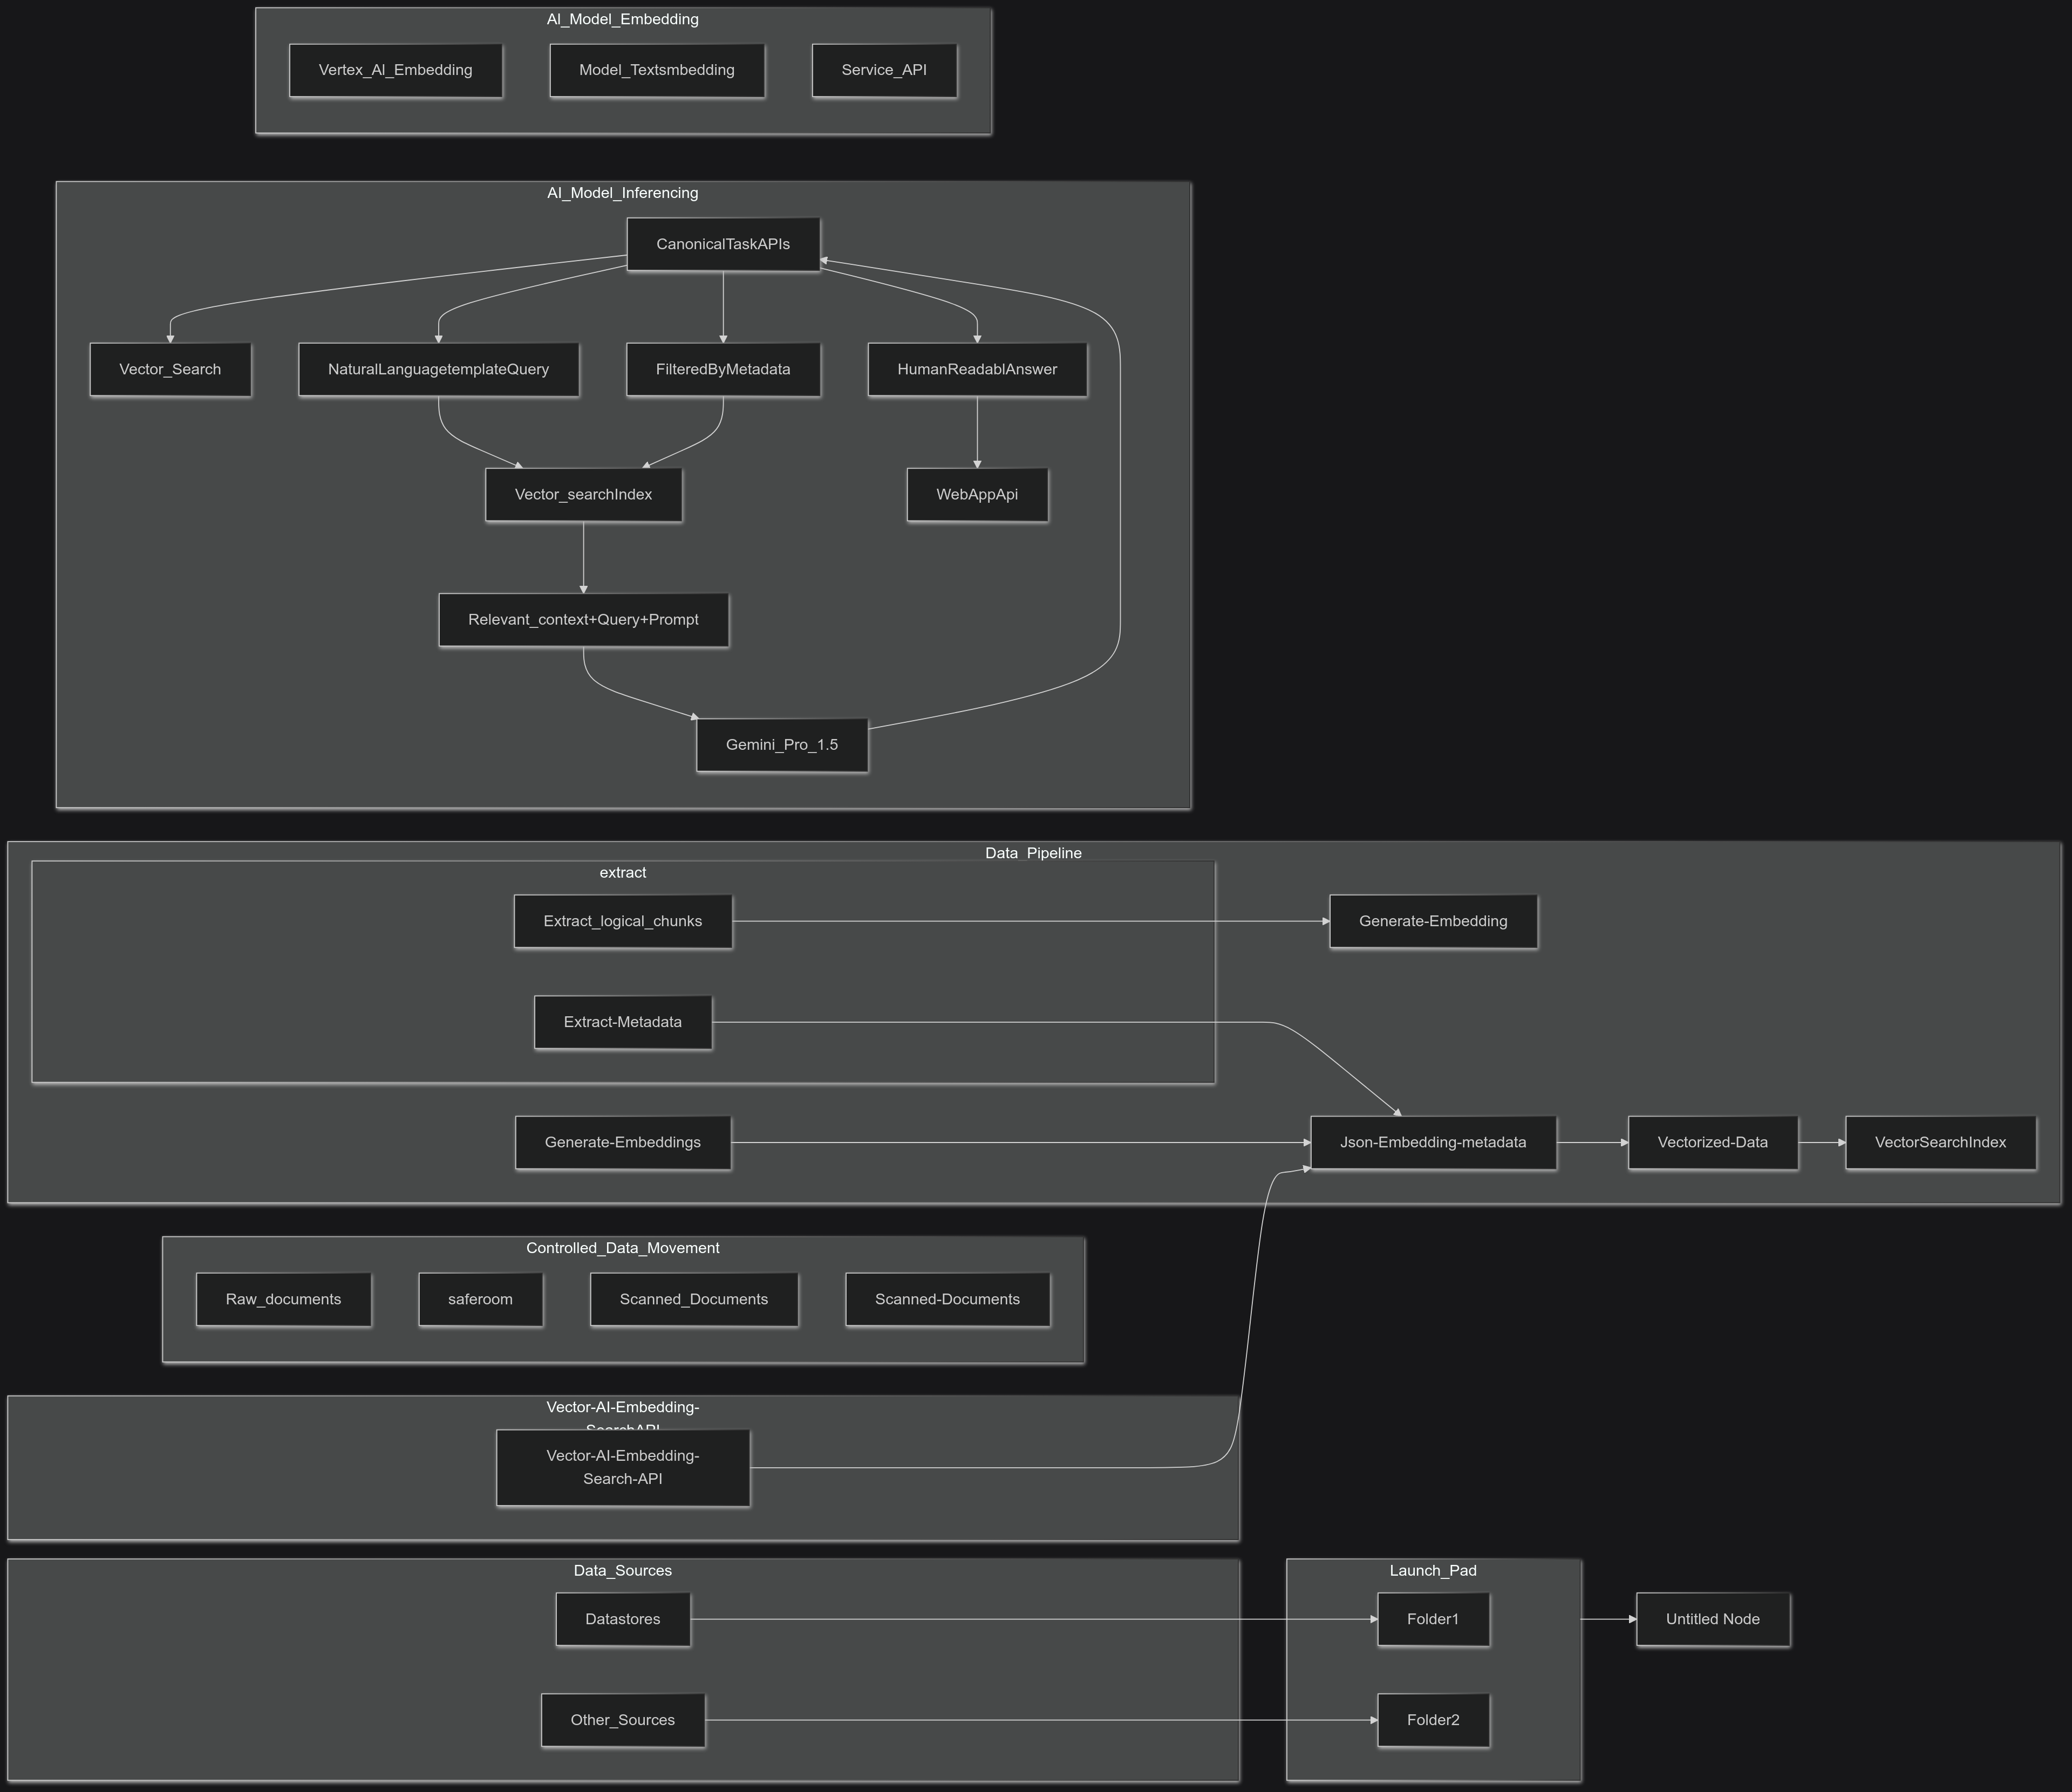 AI_Model_Embedding
Vertex_AI_Embedding
Model_Textsmbedding
Service_API
AI_Model_Inferencing
CanonicalTaskAPIs
Vector_Search
NaturalLanguagetemplateQuery
FilteredByMetadata
HumanReadablAnswer
Vector_searchIndex
WebAppApi
Relevant_context+Query+Prompt
Gemini_Pro_1.5
Data_Pipeline
extract
Extract_logical_chunks
Generate-Embedding
Extract-Metadata
Generate-Embeddings
Json-Embedding-metadata
Vectorized-Data
VectorSearchIndex
Controlled_Data_Movement
Raw_documents
saferoom
Scanned_Documents
Scanned-Documents
Vector-AI-Embedding-
SearchAPI
Vector-AI-Embedding-
Search-API
Data_Sources
Launch_Pad
Datastores
Folder1
Untitled Node
Other_Sources
Folder2